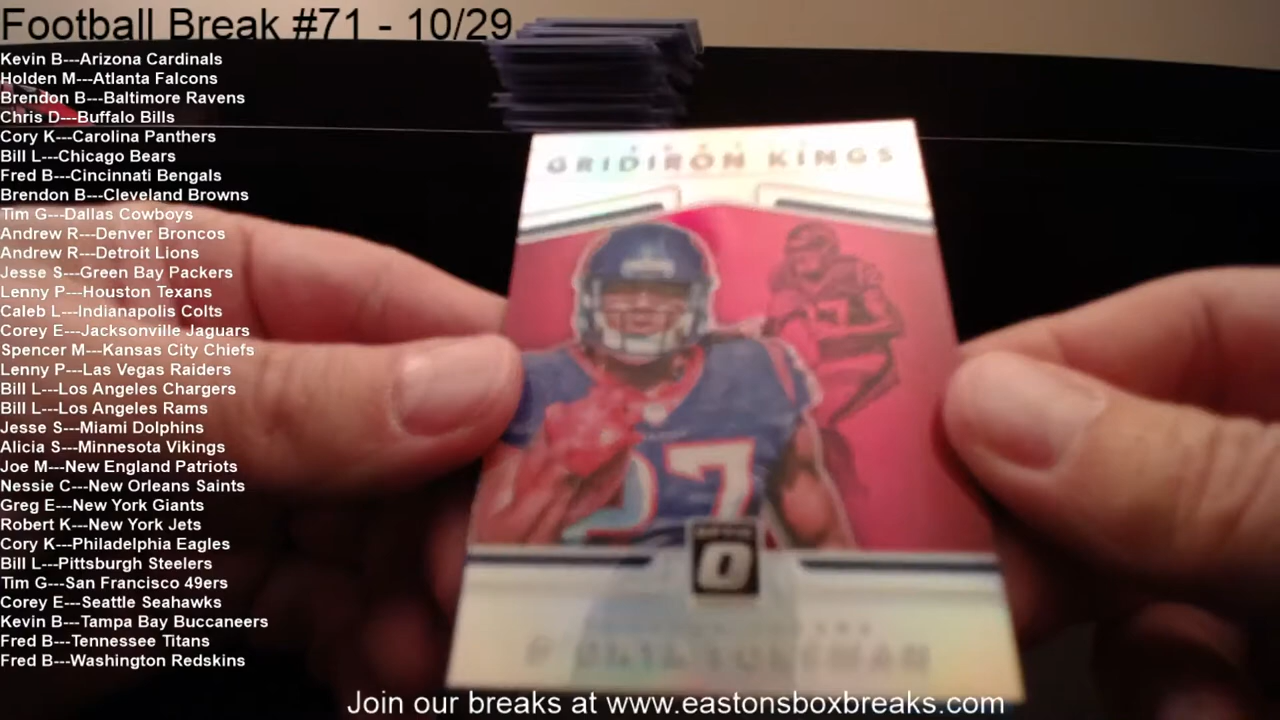 Football Break #71 - 10/29
Kevin B---Arizona Cardinals
Holden M---Atlanta Falcons
Brendon B---Baltimore Ravens
Chris D---Buffalo Bills
Cory K---Carolina Panthers
Bill L---Chicago Bears
Fred B---Cincinnati Bengals
Brendon B---Cleveland Browns
Tim G---Dallas Cowboys
Andrew R---Denver Broncos
Andrew R---Detroit Lions
Jesse S---Green Bay Packers
Lenny P---Houston Texans
Caleb L---Indianapolis Colts
Corey E---Jacksonville Jaguars
Spencer M---Kansas City Chiefs
Lenny P---Las Vegas Raiders
Bill L---Los Angeles Chargers
Bill L---Los Angeles Rams
Jesse S---Miami Dolphins
Alicia S---Minnesota Vikings
Joe M---New England Patriots
Nessie C---New Orleans Saints
Greg E---New York Giants
Robert K---New York Jets
Cory K---Philadelphia Eagles
Bill L---Pittsburgh Steelers
Tim G---San Francisco 49ers
Corey E---Seattle Seahawks
Kevin B---Tampa Bay Buccaneers
Fred B---Tennessee Titans
Fred B---Washington Redskins
GRIDIRON KINGS
27
O
Join our breaks at www.eastonsboxbreaks.com